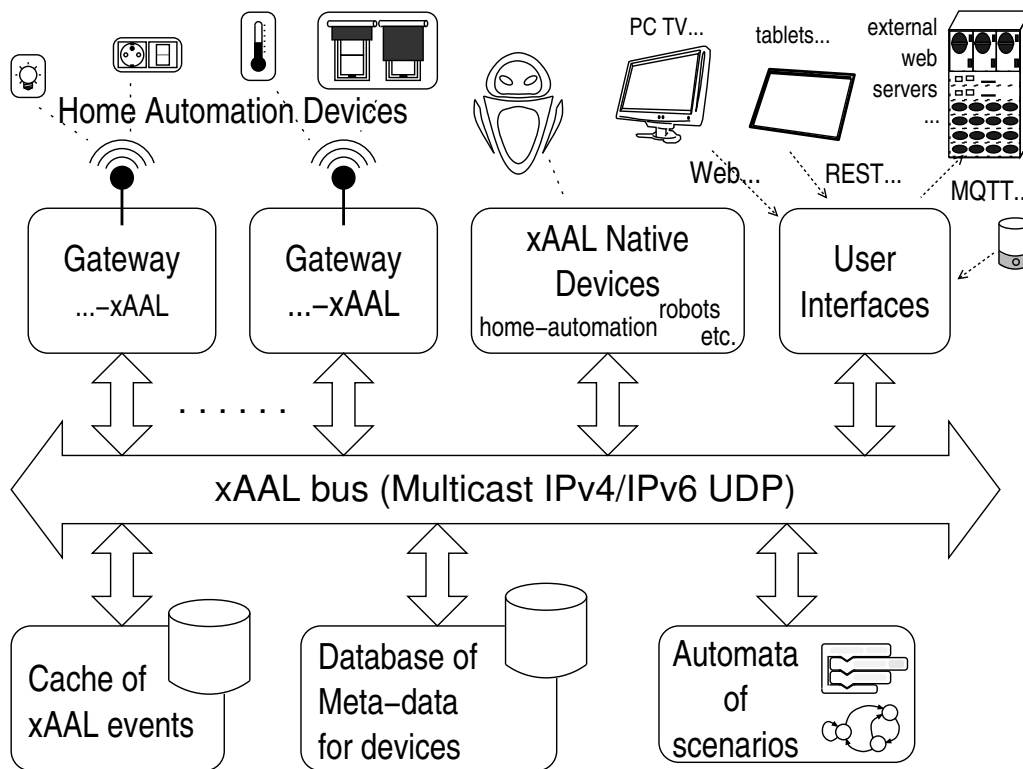 PC TV...
tablets...
external
web
servers
...
Home Automation Devices
Web...
REST...
MQTT...
Gateway
...−xAAL
Gateway
...−xAAL
xAAL Native
Devices
robots
home−automation
etc.
User
Interfaces
. . . . . .
xAAL bus (Multicast IPv4/IPv6 UDP)
Cache of
xAAL events
Database of
Meta−data
for devices
Automata
of
scenarios